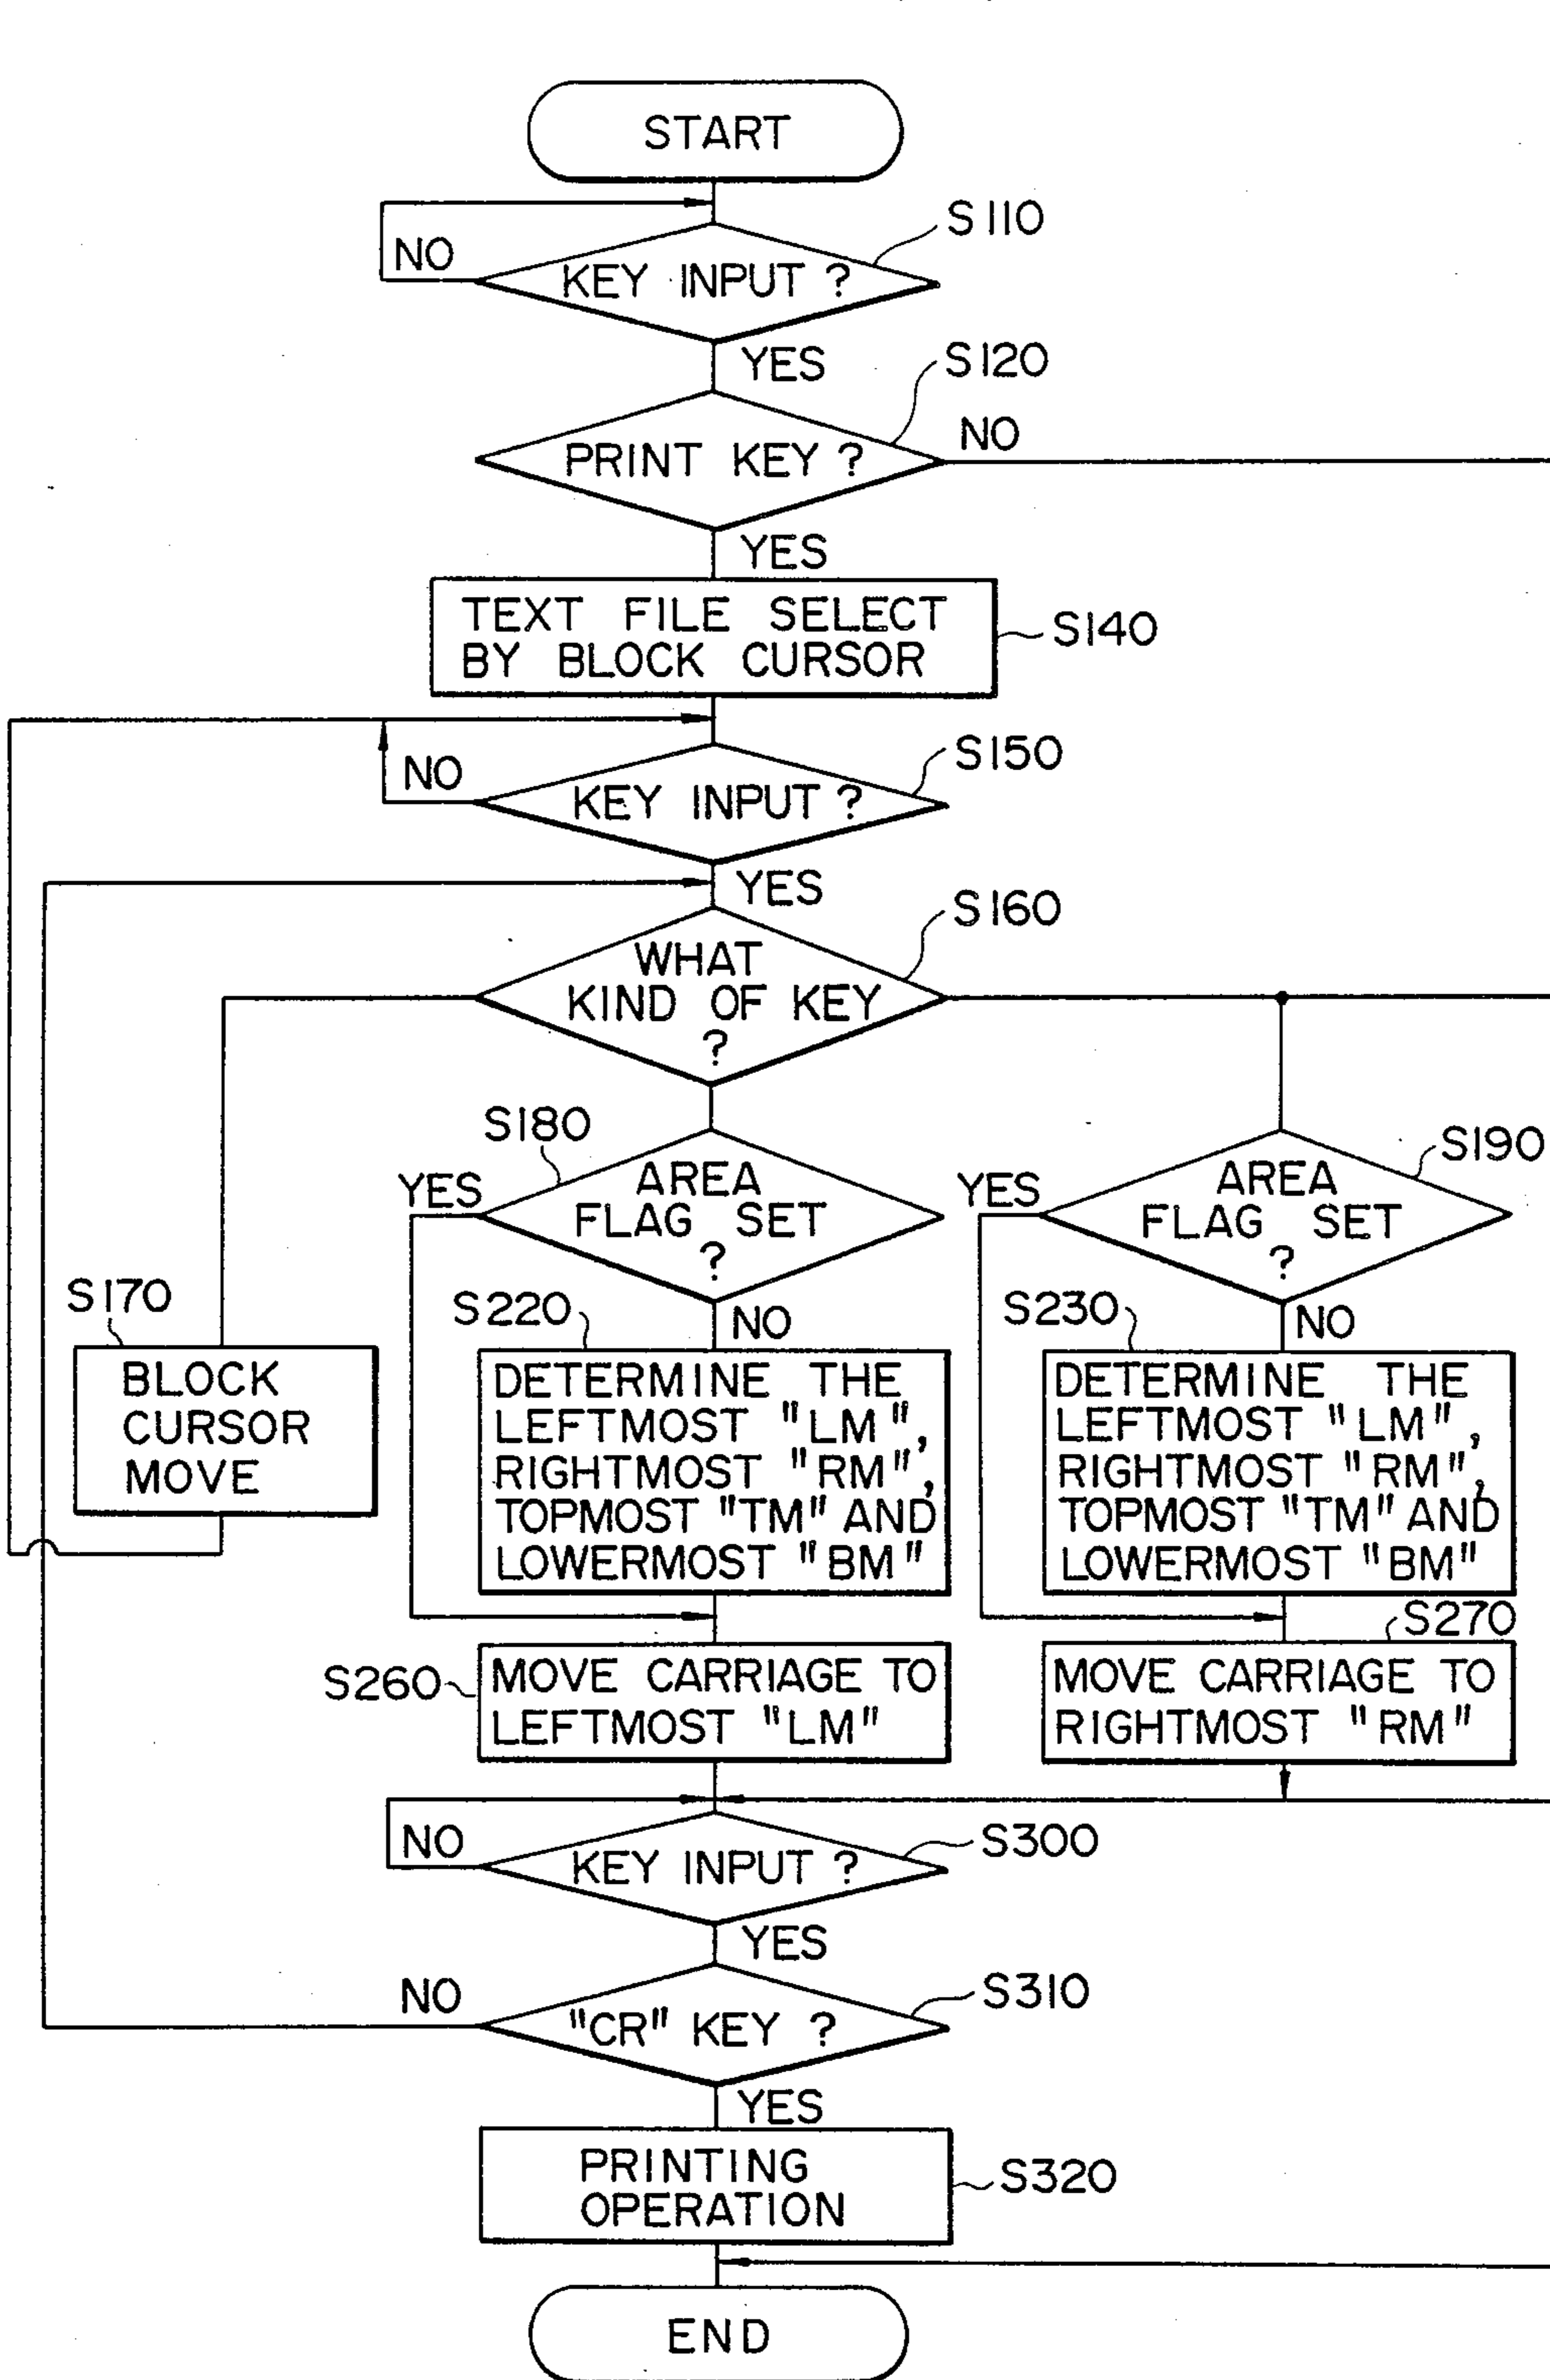 START
S110
NO
KEY INPUT ?
YES
S120
PRINT KEY ?
NO
YES
TEXT FILE SELECT
BY BLOCK CURSOR
S140
S150
NO
KEY INPUT ?
YES
S160
WHAT
KIND OF KEY
?
S180
YES
AREA
FLAG SET
?
S190
YES
AREA
FLAG SET
?
S170
BLOCK
CURSOR
MOVE
S220
NO
DETERMINE THE
LEFTMOST "LM",
RIGHTMOST "RM",
TOPMOST "TM" AND
LOWERMOST "BM"
S230
NO
DETERMINE THE
LEFTMOST "LM",
RIGHTMOST "RM",
TOPMOST "TM" AND
LOWERMOST "BM"
S260
MOVE CARRIAGE TO
LEFTMOST "LM"
S270
MOVE CARRIAGE TO
RIGHTMOST "RM"
S300
NO
KEY INPUT ?
YES
S310
NO
"CR" KEY ?
YES
PRINTING
OPERATION
S320
END